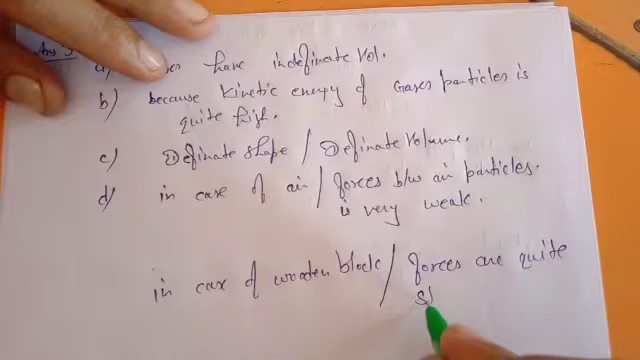 Ans 3
a) have indefinate vol.
b) because kinetic energy of Gases particles is
quite high.
c) Definate shape / Definate volume.
d) in case of air / forces b/w air particles.
is very weak.
in case of wooden block / forces are quite
s